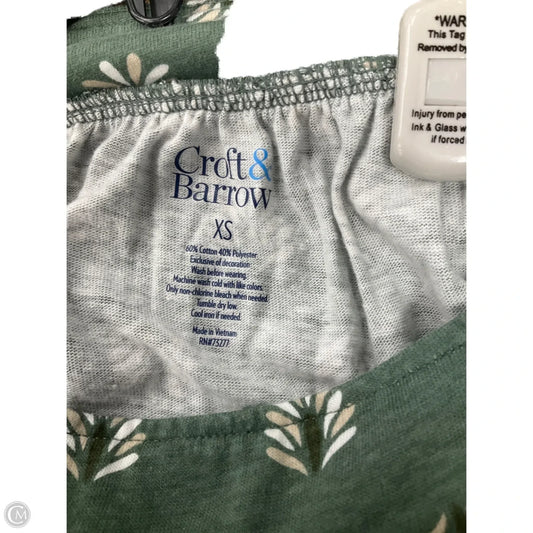 *WAR
This Tag
Removed by
Injury from pe
Ink & Glass w
if forced
Croft &
Barrow
XS
60% Cotton 40% Polyester
Exclusive of decoration
Wash before wearing.
Machine wash cold with like colors.
Only non-chlorine bleach when needed.
Tumble dry low.
Cool iron if needed.
Made in Vietnam
RN#73277
CM